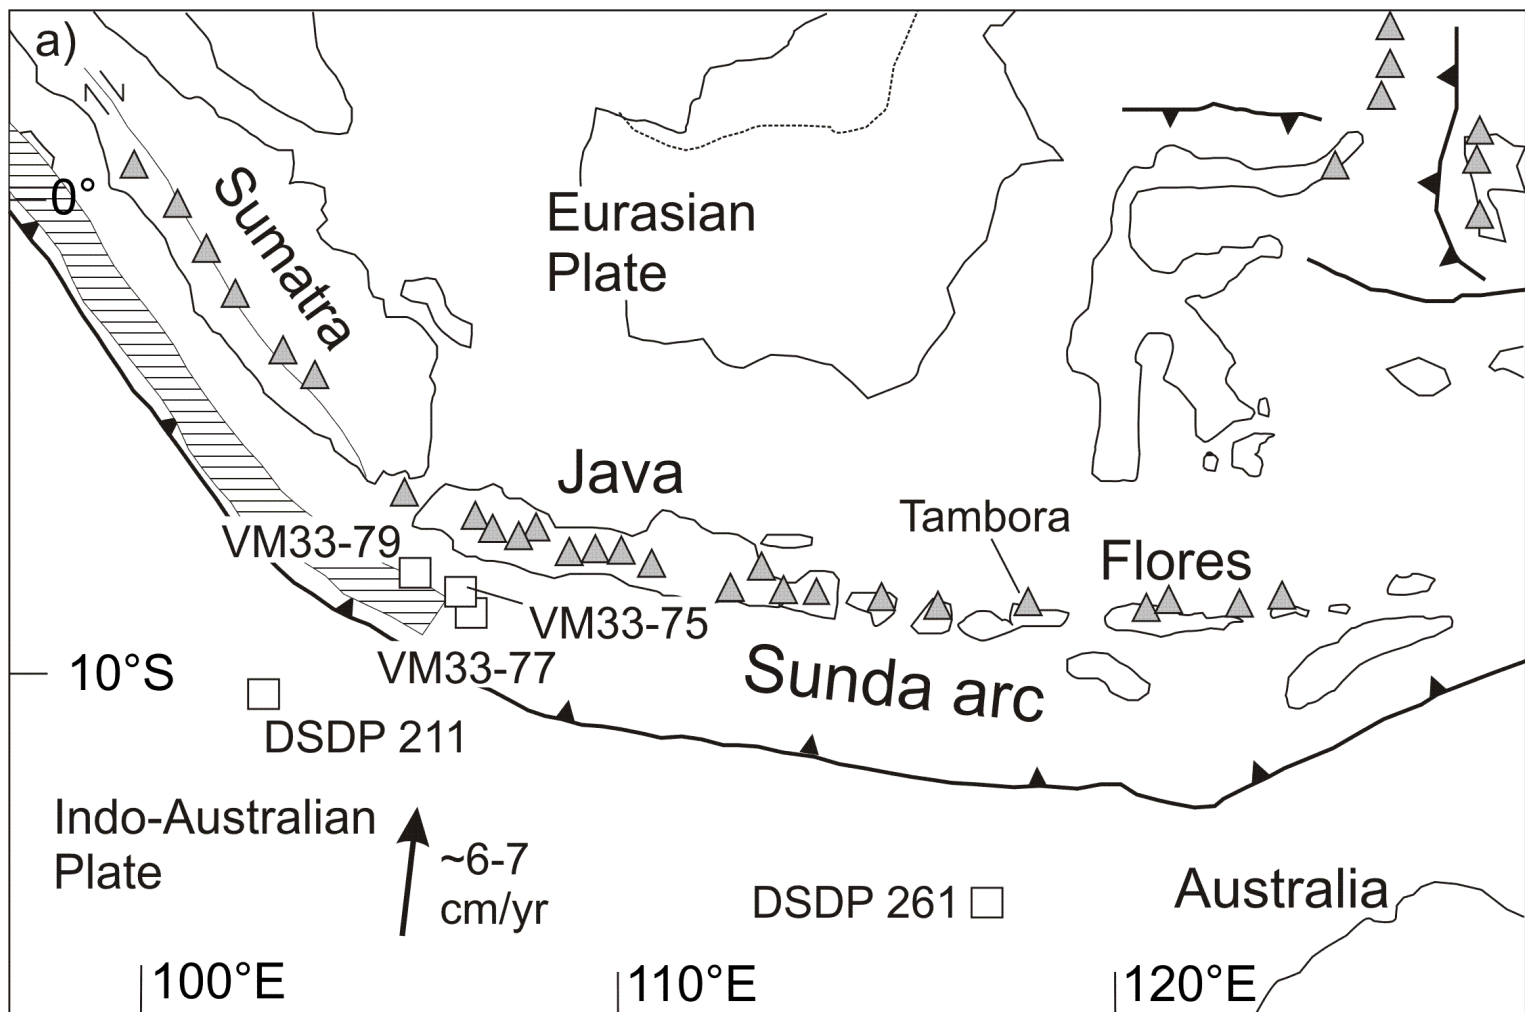 a)
0°
Sumatra
Eurasian
Plate
Java
Tambora
VM33-79
Flores
VM33-75
VM33-77
10°S
Sunda arc
DSDP 211
Indo-Australian
Plate
~6-7
cm/yr
DSDP 261
Australia
100°E
110°E
120°E